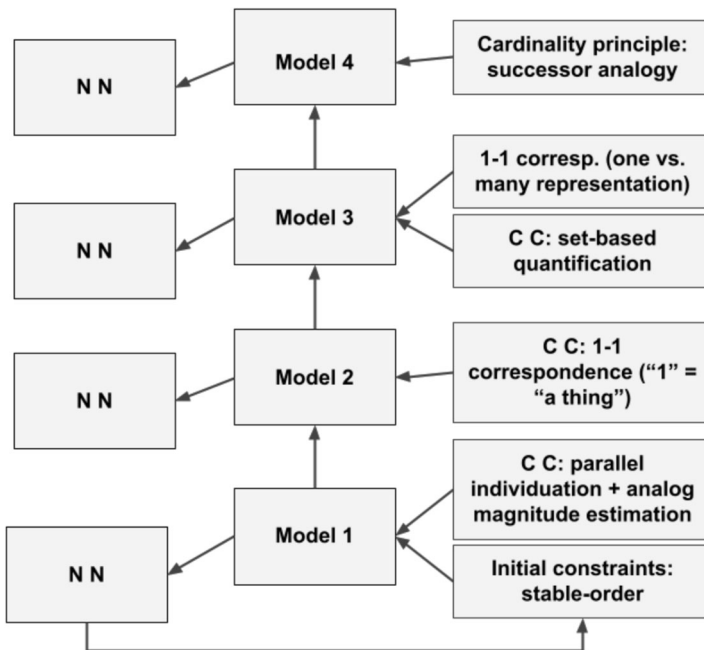 Model 4
Cardinality principle:
successor analogy
N N
1-1 corresp. (one vs.
many representation)
Model 3
N N
C C: set-based
quantification
C C: 1-1
correspondence (“1” =
“a thing”)
Model 2
N N
C C: parallel
individuation + analog
magnitude estimation
Model 1
N N
Initial constraints:
stable-order